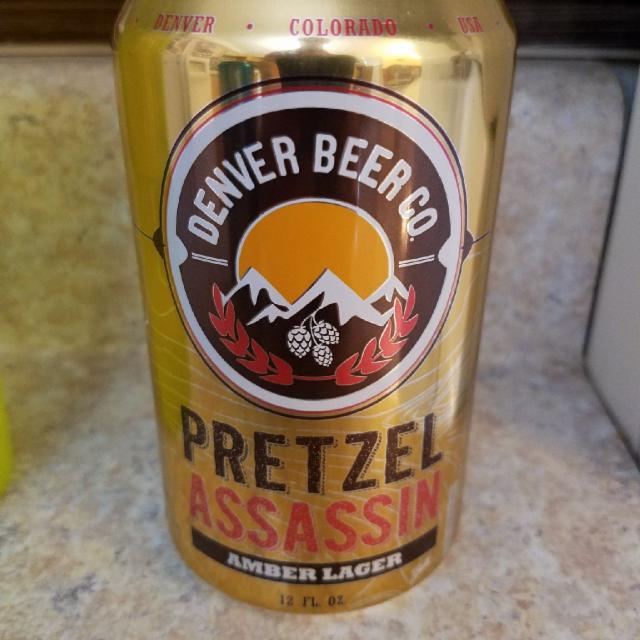 DENVER • COLORADO • USA
DENVER BEER CO.
PRETZEL
ASSASSIN
AMBER LAGER
12 FL. OZ.